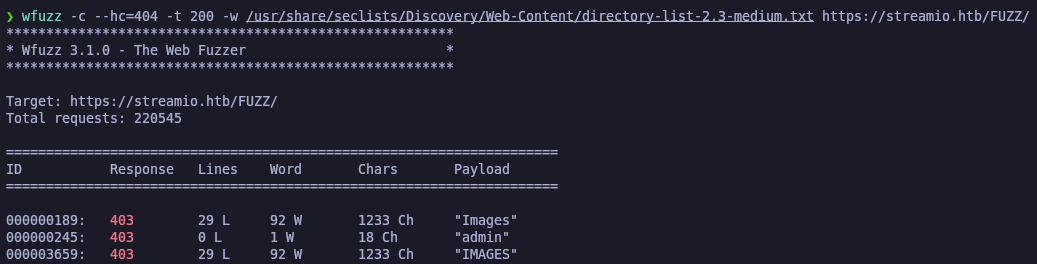 ❯ wfuzz -c --hc=404 -t 200 -w /usr/share/seclists/Discovery/Web-Content/directory-list-2.3-medium.txt https://streamio.htb/FUZZ/
********************************************************
* Wfuzz 3.1.0 - The Web Fuzzer                         *
********************************************************

Target: https://streamio.htb/FUZZ/
Total requests: 220545

=====================================================================
ID           Response   Lines    Word       Chars       Payload
=====================================================================

000000189:   403        29 L     92 W       1233 Ch     "Images"
000000245:   403        0 L      1 W        18 Ch       "admin"
000003659:   403        29 L     92 W       1233 Ch     "IMAGES"